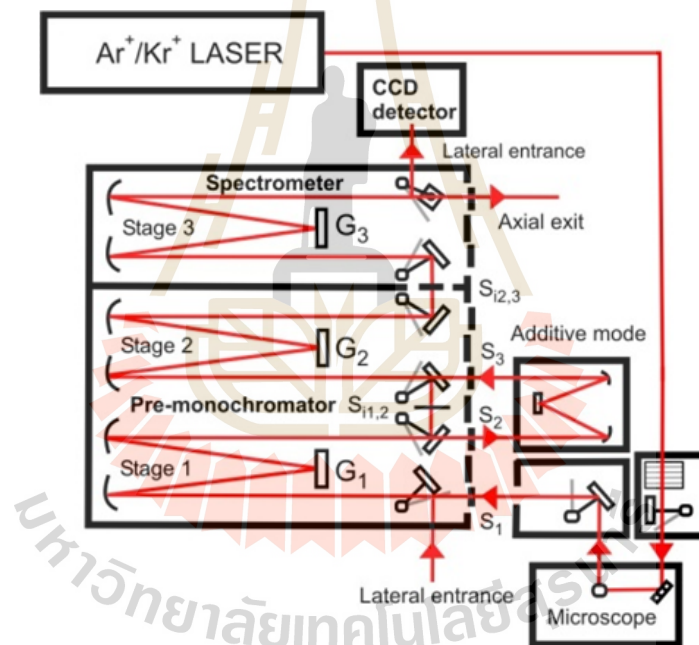 Ar⁺/Kr⁺ LASER
CCD
detector
Lateral entrance
Spectrometer
Axial exit
Stage 3
G₃
Sᵢ₂,₃
Stage 2
G₂
Additive mode
S₃
Pre-monochromator
Sᵢ₁,₂
S₂
Stage 1
G₁
S₁
Lateral entrance
Microscope
มหาวิทยาลัยเทคโนโลยีสุรนารี